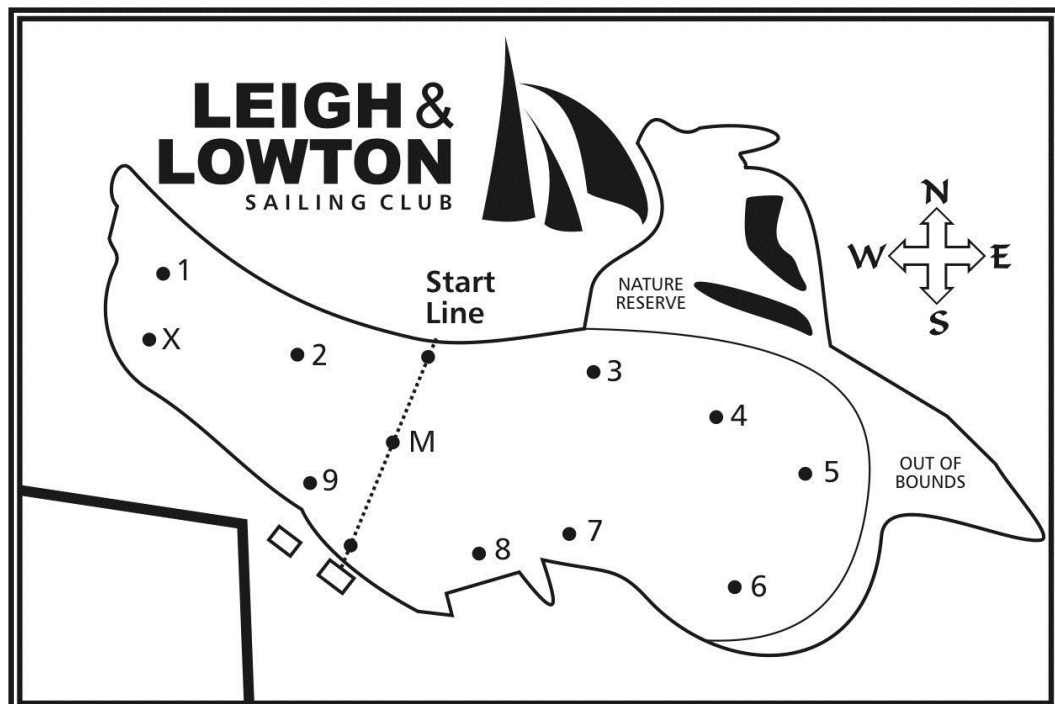 LEIGH &
LOWTON
SAILING CLUB
N
W E
S
Start
Line
NATURE
RESERVE
1
X
2
3
M
4
5
OUT OF
BOUNDS
9
8
7
6